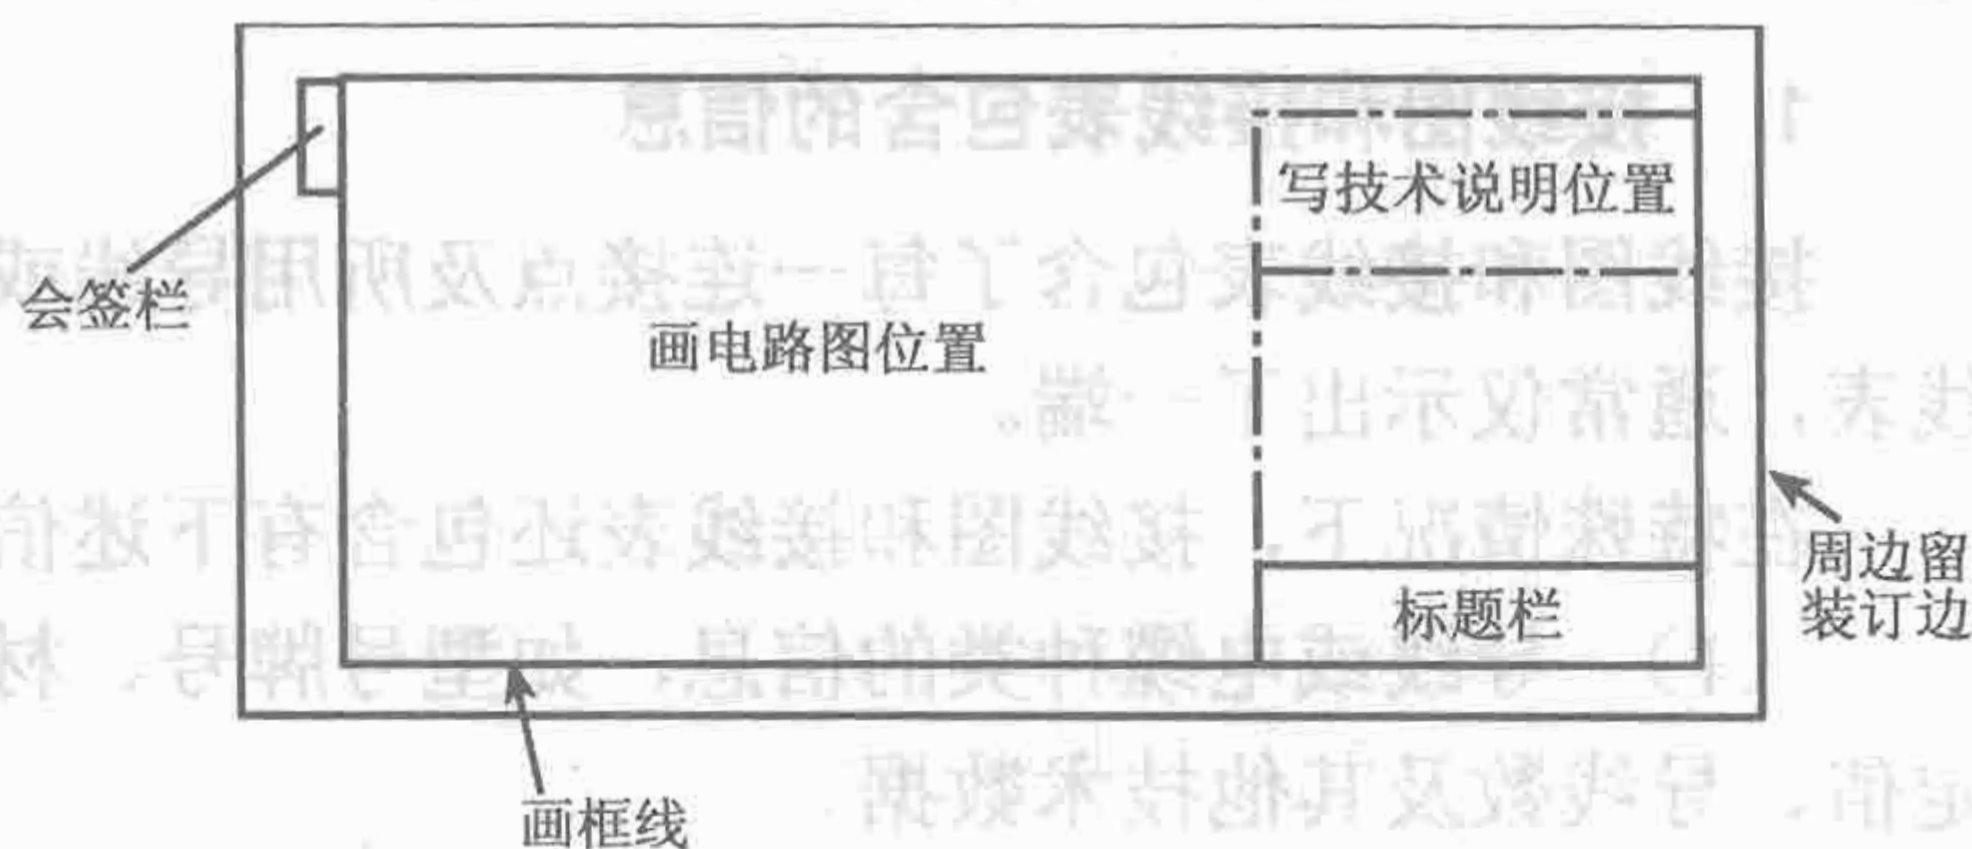 写技术说明位置
会签栏
画电路图位置
周边留
装订边
标题栏
画框线